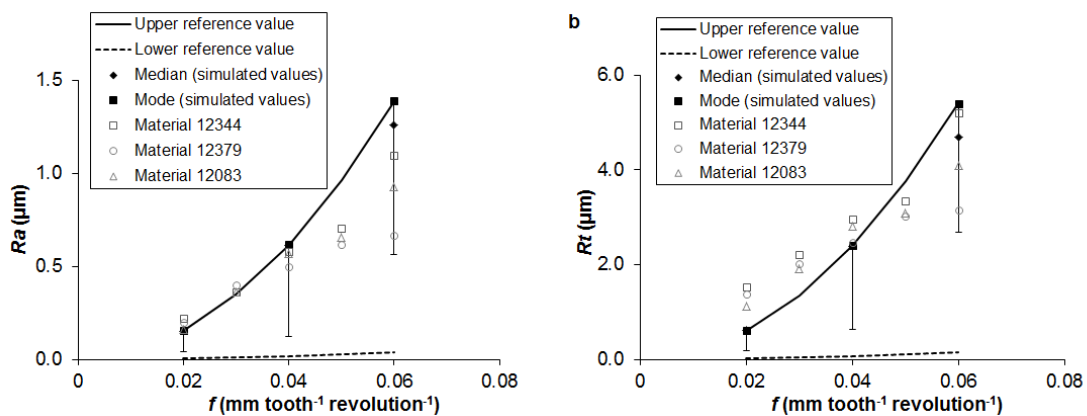 Upper reference value
Lower reference value
Median (simulated values)
Mode (simulated values)
Material 12344
Material 12379
Material 12083
1.5
1.0
0.5
0.0
Ra (µm)
0
0.02
0.04
0.06
0.08
f (mm tooth⁻¹ revolution⁻¹)
b
Upper reference value
Lower reference value
Median (simulated values)
Mode (simulated values)
Material 12344
Material 12379
Material 12083
6.0
4.0
2.0
0.0
Rt (µm)
0
0.02
0.04
0.06
0.08
f (mm tooth⁻¹ revolution⁻¹)